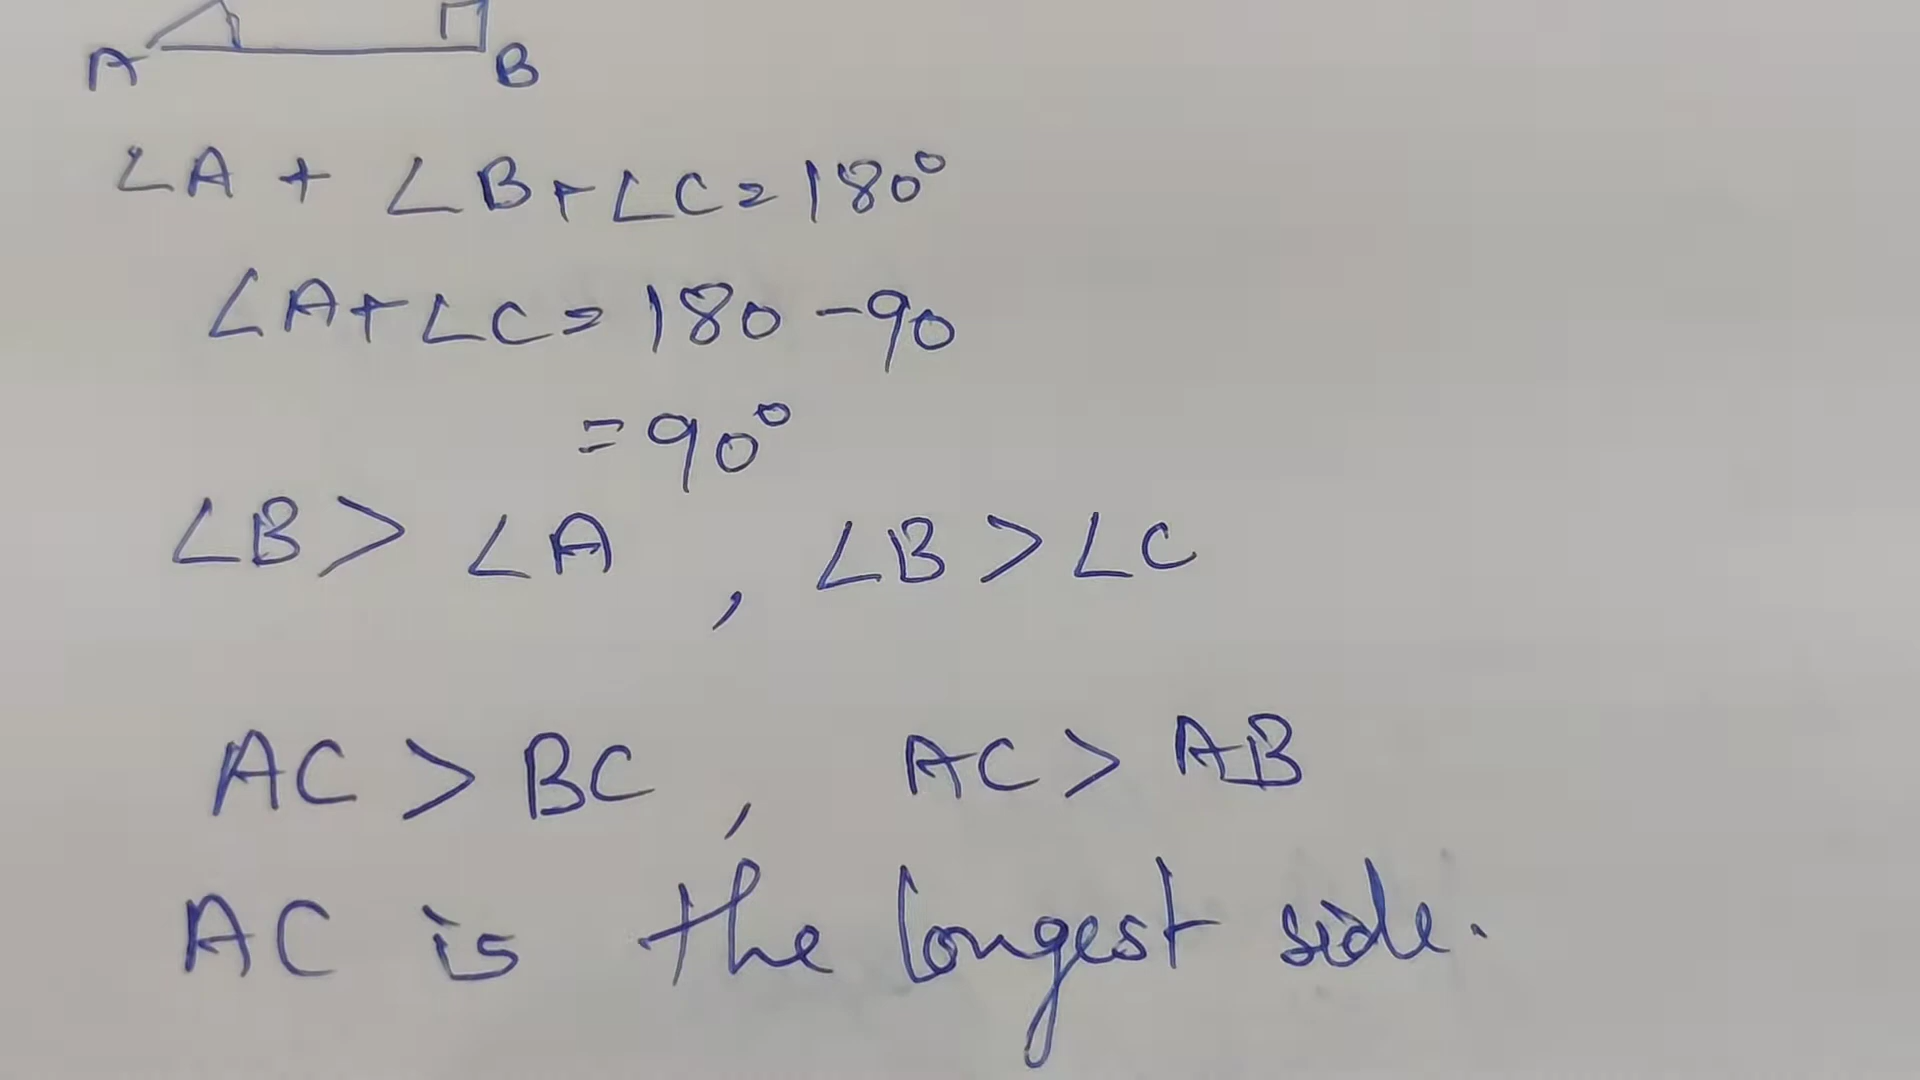 A B
∠A + ∠B + ∠C = 180°
∠A + ∠C = 180 - 90
= 90°
∠B > ∠A , ∠B > ∠C
AC > BC , AC > AB
AC is the longest side.